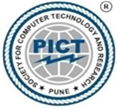 SOCIETY FOR COMPUTER TECHNOLOGY AND RESEARCH
PICT
PUNE
®